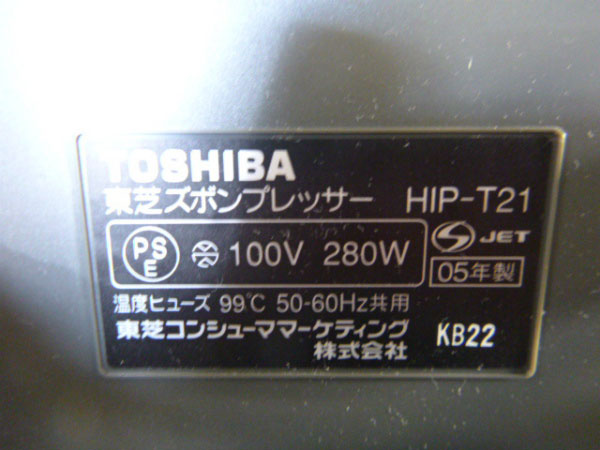 TOSHIBA
東芝ズボンプレッサー HIP-T21
PSE 100V 280W S JET
05年製
温度ヒューズ 99℃ 50-60Hz共用
東芝コンシューママーケティング
株式会社 KB22